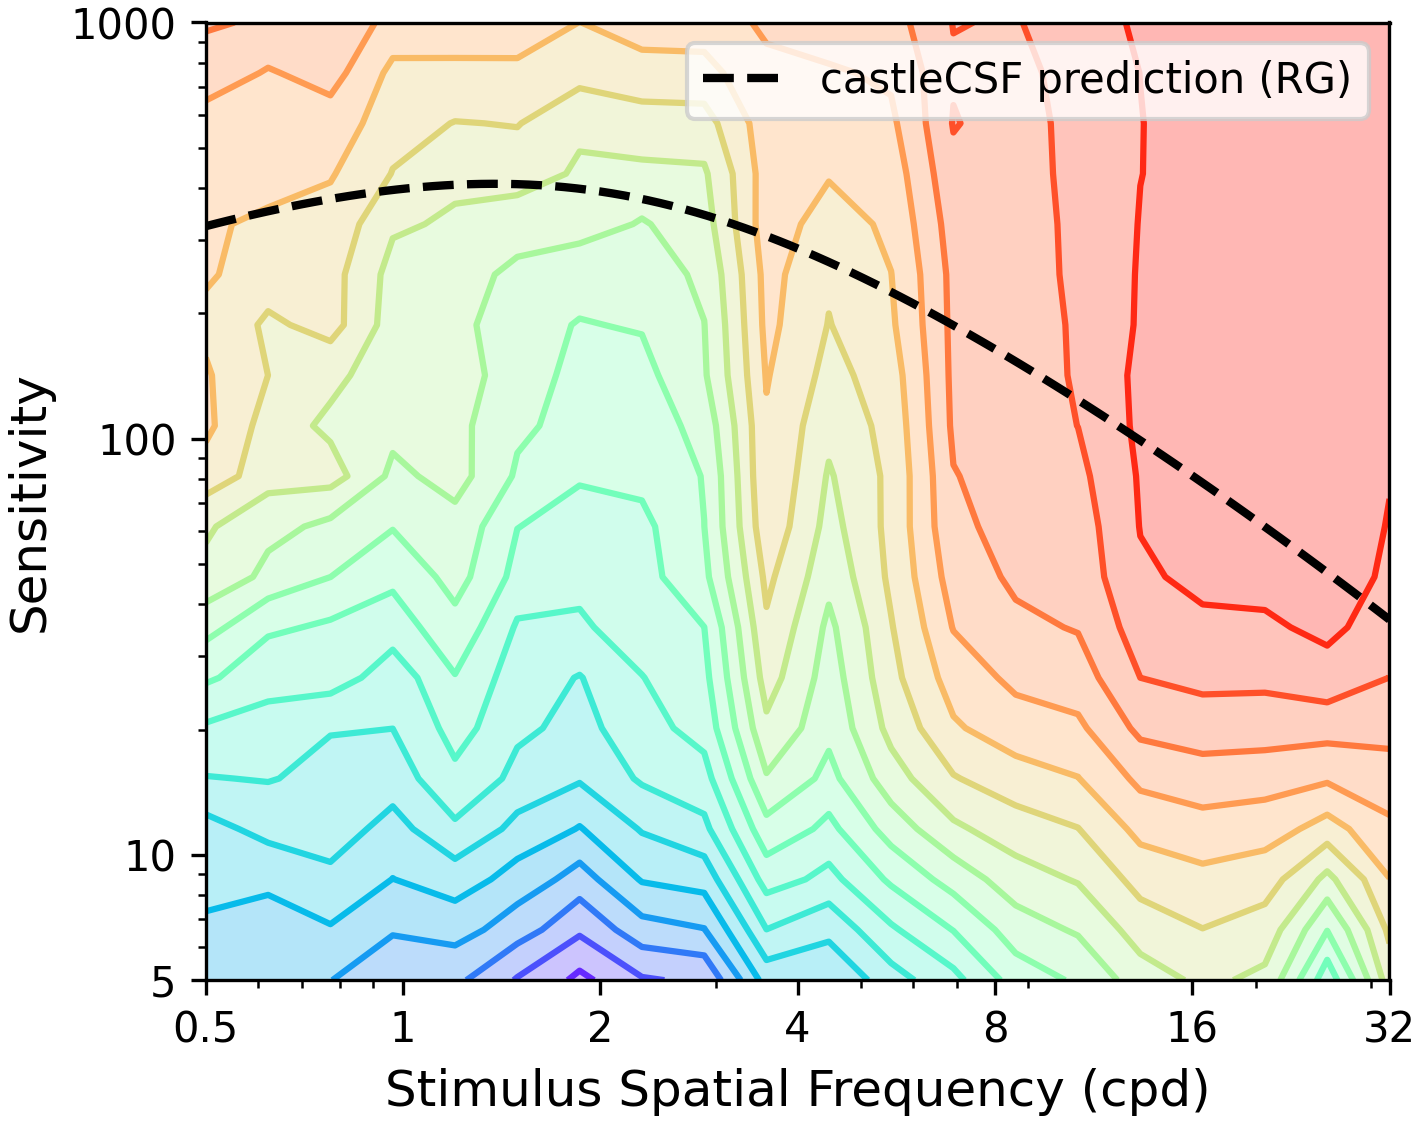 1000
castleCSF prediction (RG)
100
10
5
Sensitivity
0.5 1 2 4 8 16 32
Stimulus Spatial Frequency (cpd)